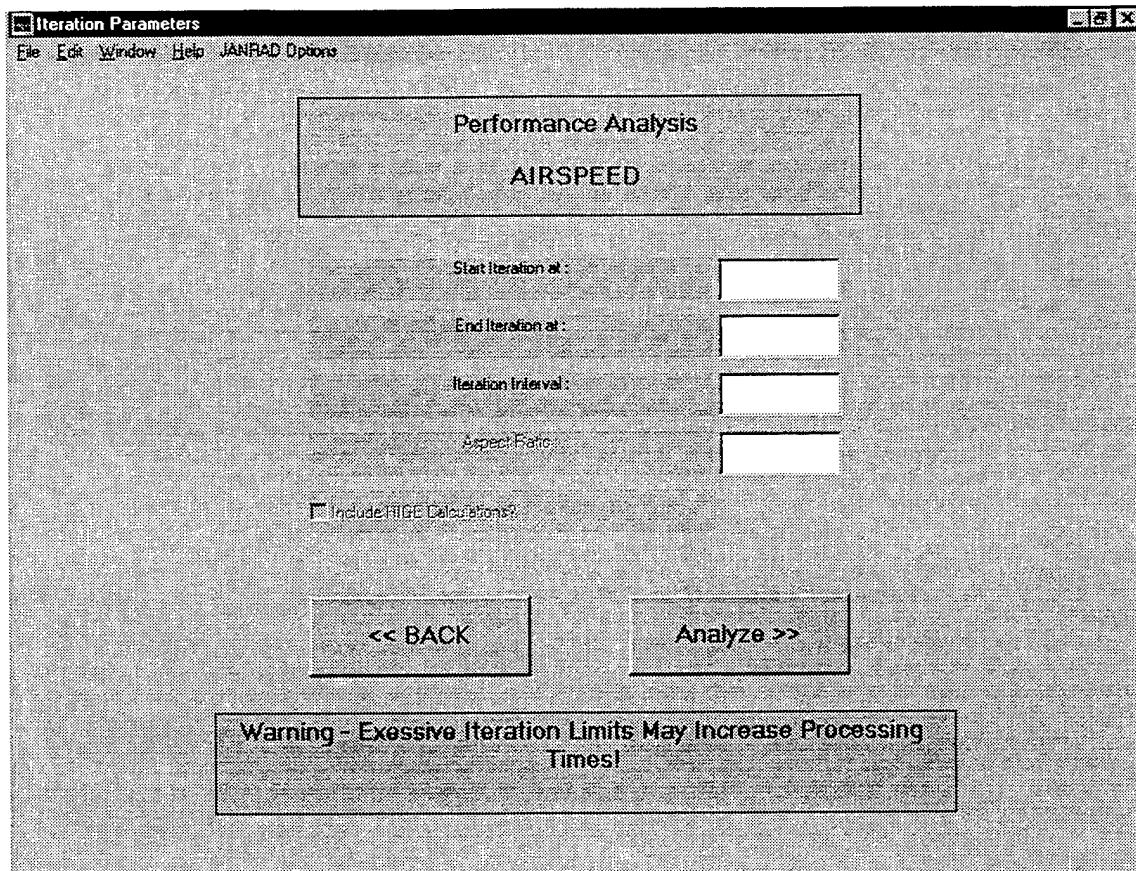 Iteration Parameters
File Edit Window Help JANRAD Options
Performance Analysis
AIRSPEED
Start Iteration at :
End Iteration at :
Iteration Interval :
Aspect Ratio
Include HIGE Calculations?
<< BACK
Analyze >>
Warning - Exessive Iteration Limits May Increase Processing
Times!